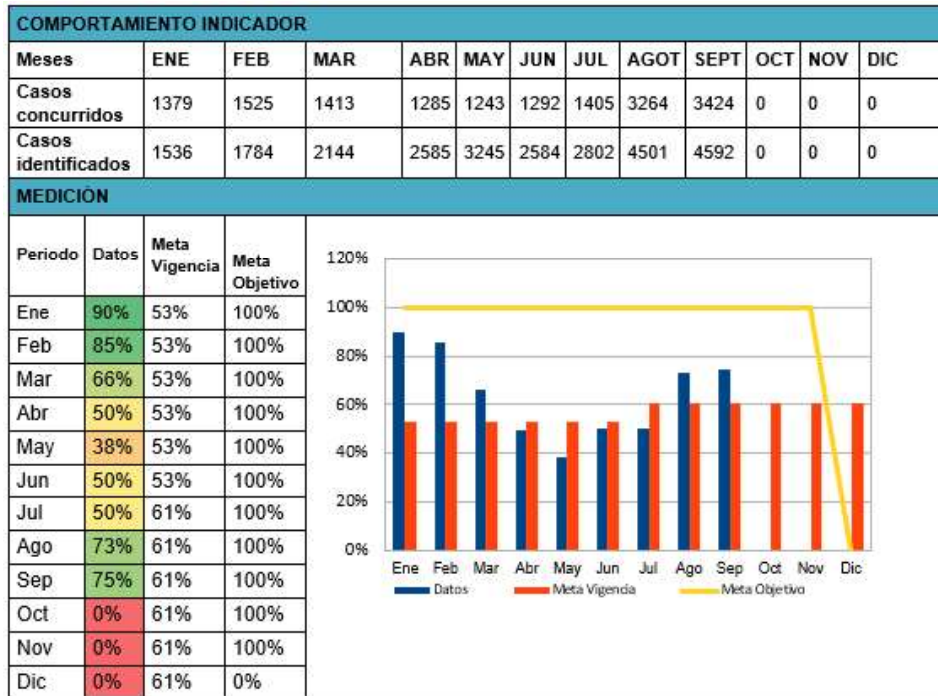 COMPORTAMIENTO INDICADOR
Meses ENE FEB MAR ABR MAY JUN JUL AGOT SEPT OCT NOV DIC
Casos
concurridos 1379 1525 1413 1285 1243 1292 1405 3264 3424 0 0 0
Casos
identificados 1536 1784 2144 2585 3245 2584 2802 4501 4592 0 0 0
MEDICIÓN
Periodo Datos Meta Vigencia Meta Objetivo
Ene 90% 53% 100%
Feb 85% 53% 100%
Mar 66% 53% 100%
Abr 50% 53% 100%
May 38% 53% 100%
Jun 50% 53% 100%
Jul 50% 61% 100%
Ago 73% 61% 100%
Sep 75% 61% 100%
Oct 0% 61% 100%
Nov 0% 61% 100%
Dic 0% 61% 0%
120%
100%
80%
60%
40%
20%
0%
Ene Feb Mar Abr May Jun Jul Ago Sep Oct Nov Dic
Datos Meta Vigencia Meta Objetivo